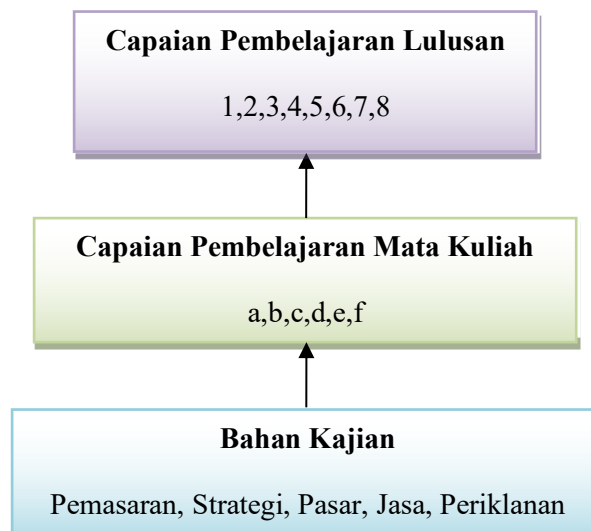 Capaian Pembelajaran Lulusan
1,2,3,4,5,6,7,8
Capaian Pembelajaran Mata Kuliah
a,b,c,d,e,f
Bahan Kajian
Pemasaran, Strategi, Pasar, Jasa, Periklanan